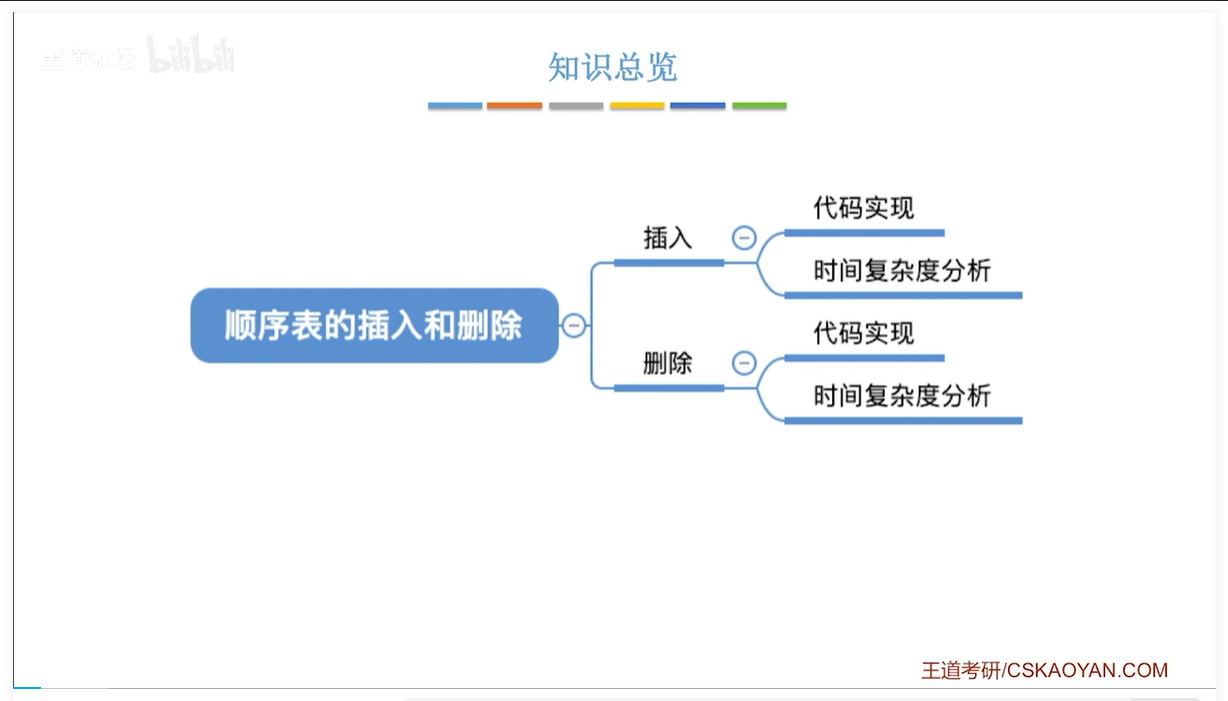 王道论坛 bilibili
知识总览
顺序表的插入和删除
插入
代码实现
时间复杂度分析
删除
代码实现
时间复杂度分析
王道考研/CSKAOYAN.COM